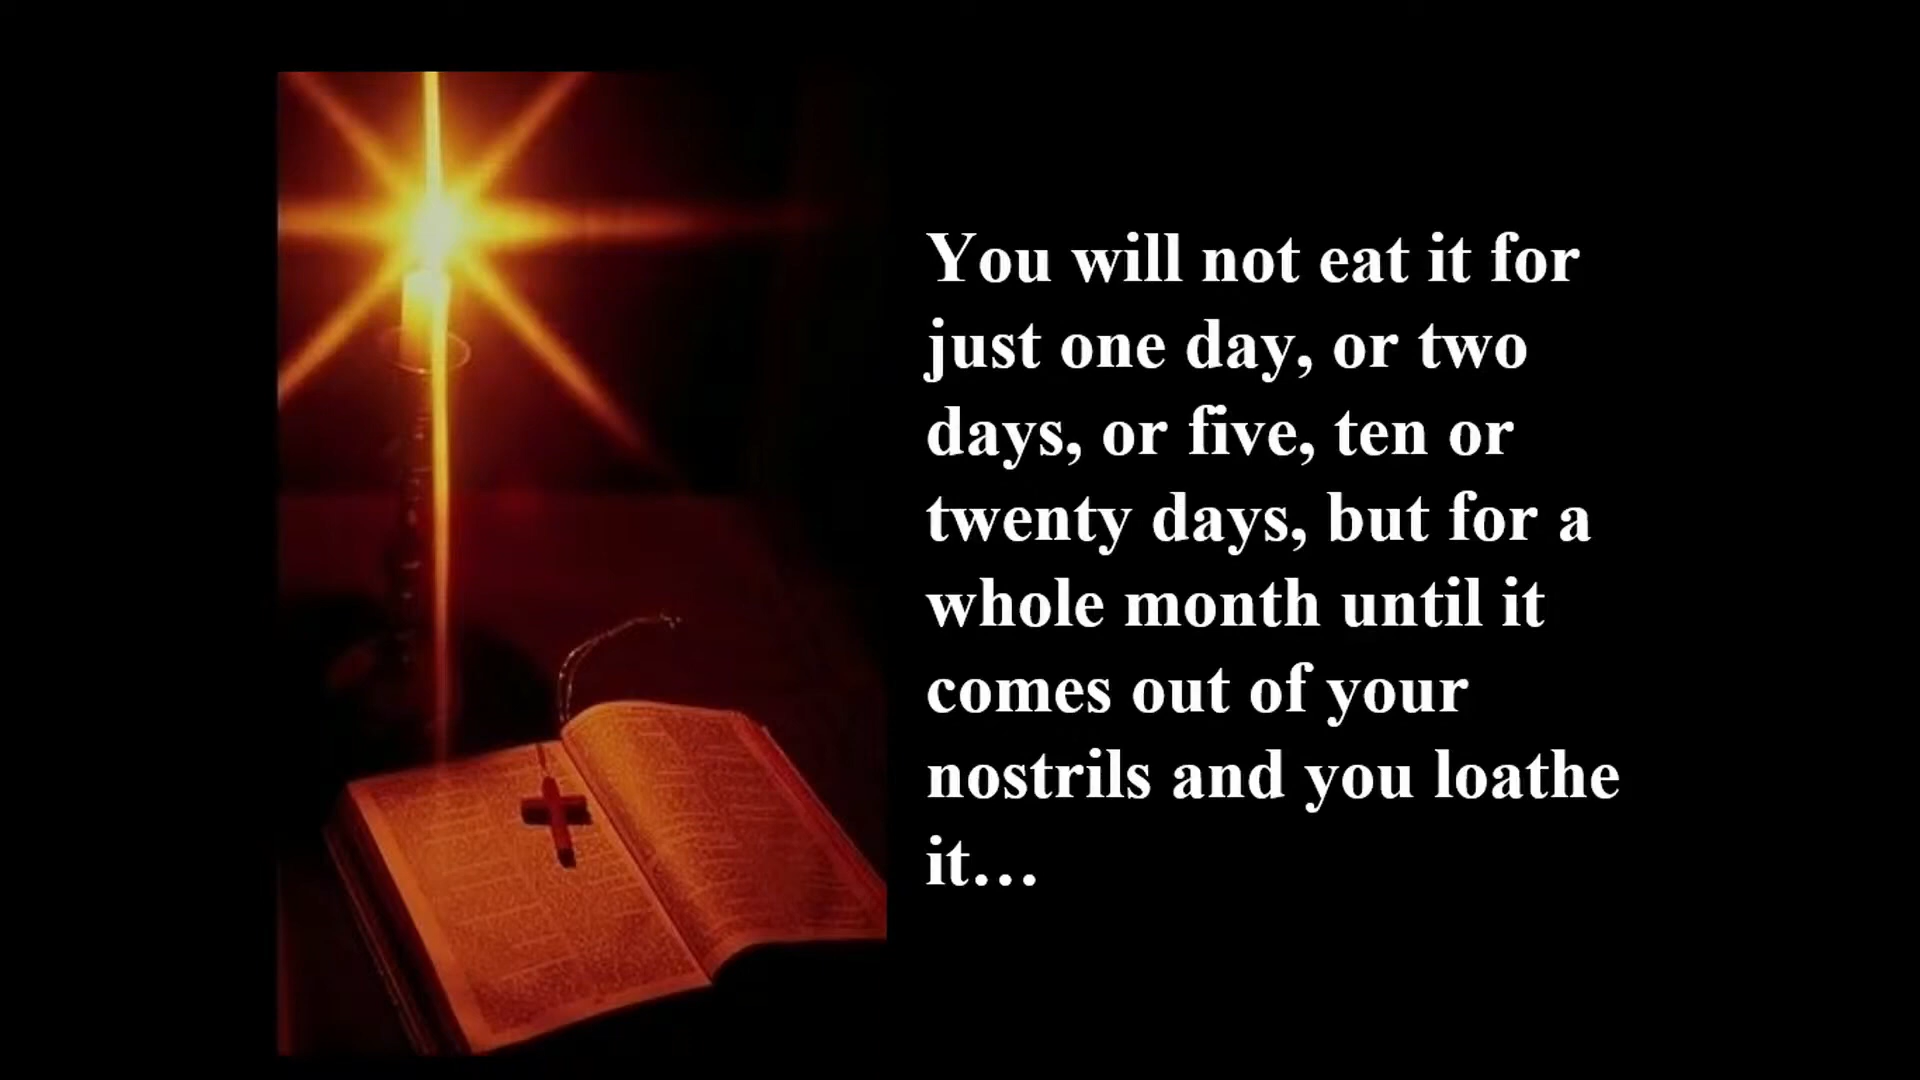 You will not eat it for
just one day, or two
days, or five, ten or
twenty days, but for a
whole month until it
comes out of your
nostrils and you loathe
it…